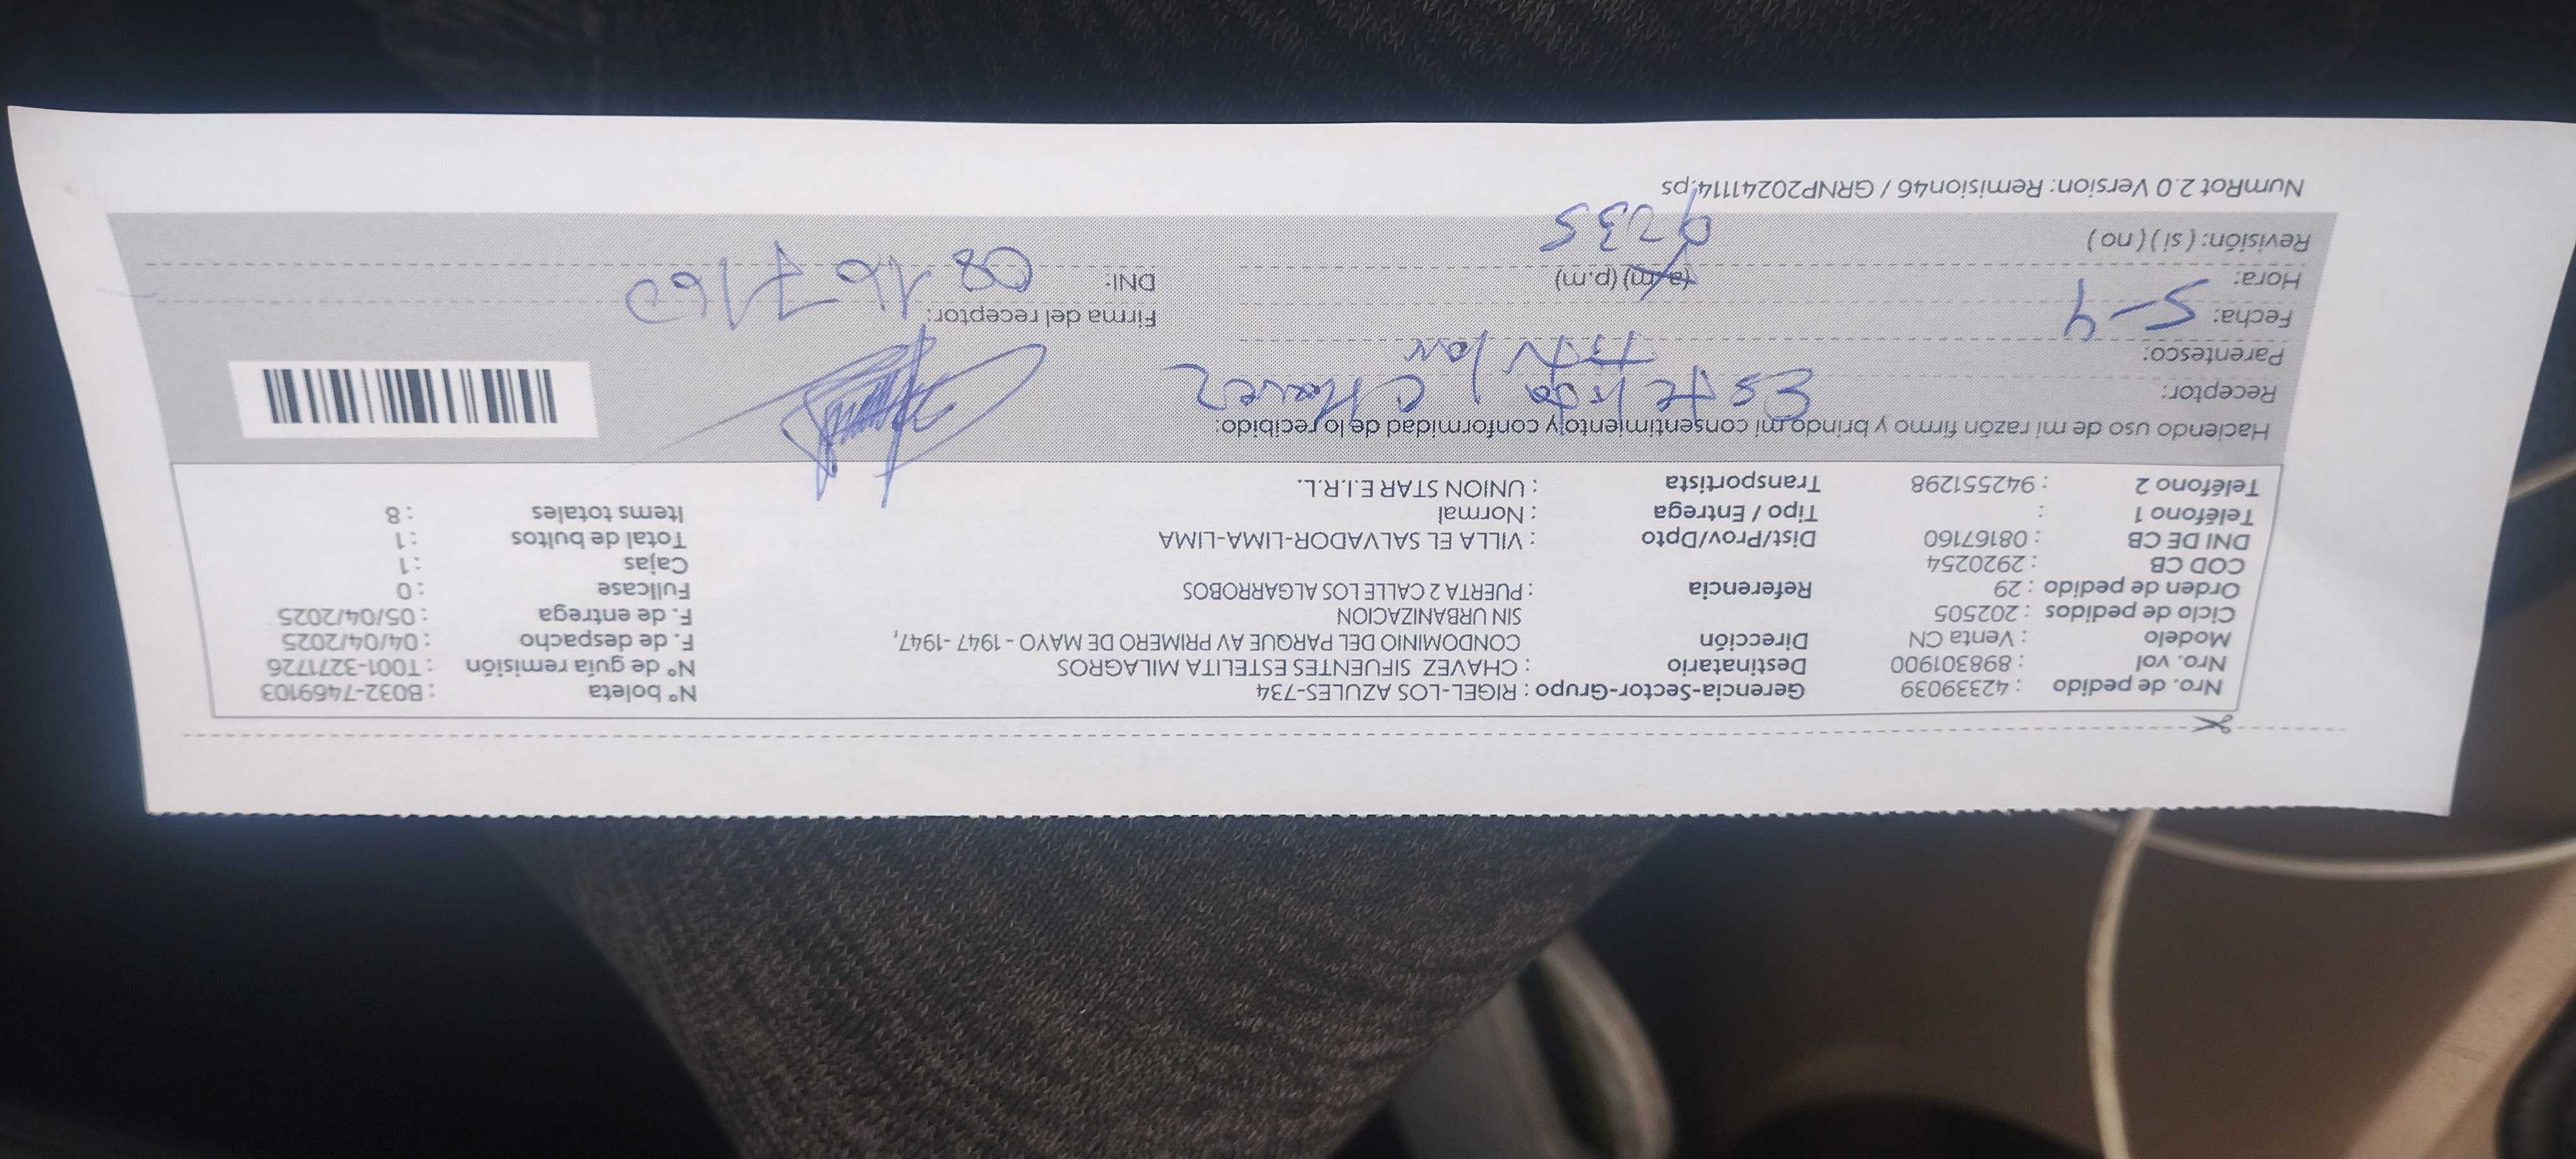 Nro. de pedido : 42339039 Gerencia-Sector-Grupo : RIGEL-LOS AZULES-734 N° boleta : B032-7469103
Nro. vol : 898301900 Destinatario : CHAVEZ SIFUENTES ESTELITA MILAGROS N° de guía remisión : T001-3271726
Modelo : Venta CN Dirección CONDOMINIO DEL PARQUE AV PRIMERO DE MAYO - 1947 -1947, F. de despacho : 04/04/2025
Ciclo de pedidos : 202505 SIN URBANIZACION F. de entrega : 05/04/2025
Orden de pedido : 29 Referencia : PUERTA 2 CALLE LOS ALGARROBOS Fullcase : 0
COD CB : 2920254 Cajas : 1
DNI DE CB : 08167160 Dist/Prov/Dpto : VILLA EL SALVADOR-LIMA-LIMA Total de bultos : 1
Teléfono 1 : Tipo / Entrega : Normal Items totales : 8
Teléfono 2 : 942551298 Transportista : UNION STAR E.I.R.L.
Haciendo uso de mi razón firmo y brindo mi consentimiento y conformidad de lo recibido:
Receptor: Chavez
Parentesco: titular
Fecha: 5-4 Firma del receptor:
Hora: (a.m) (p.m) DNI: 08167160
Revisión: ( si ) ( no )
NumRot 2.0 Version: Remision46 / GRNP20241114.ps